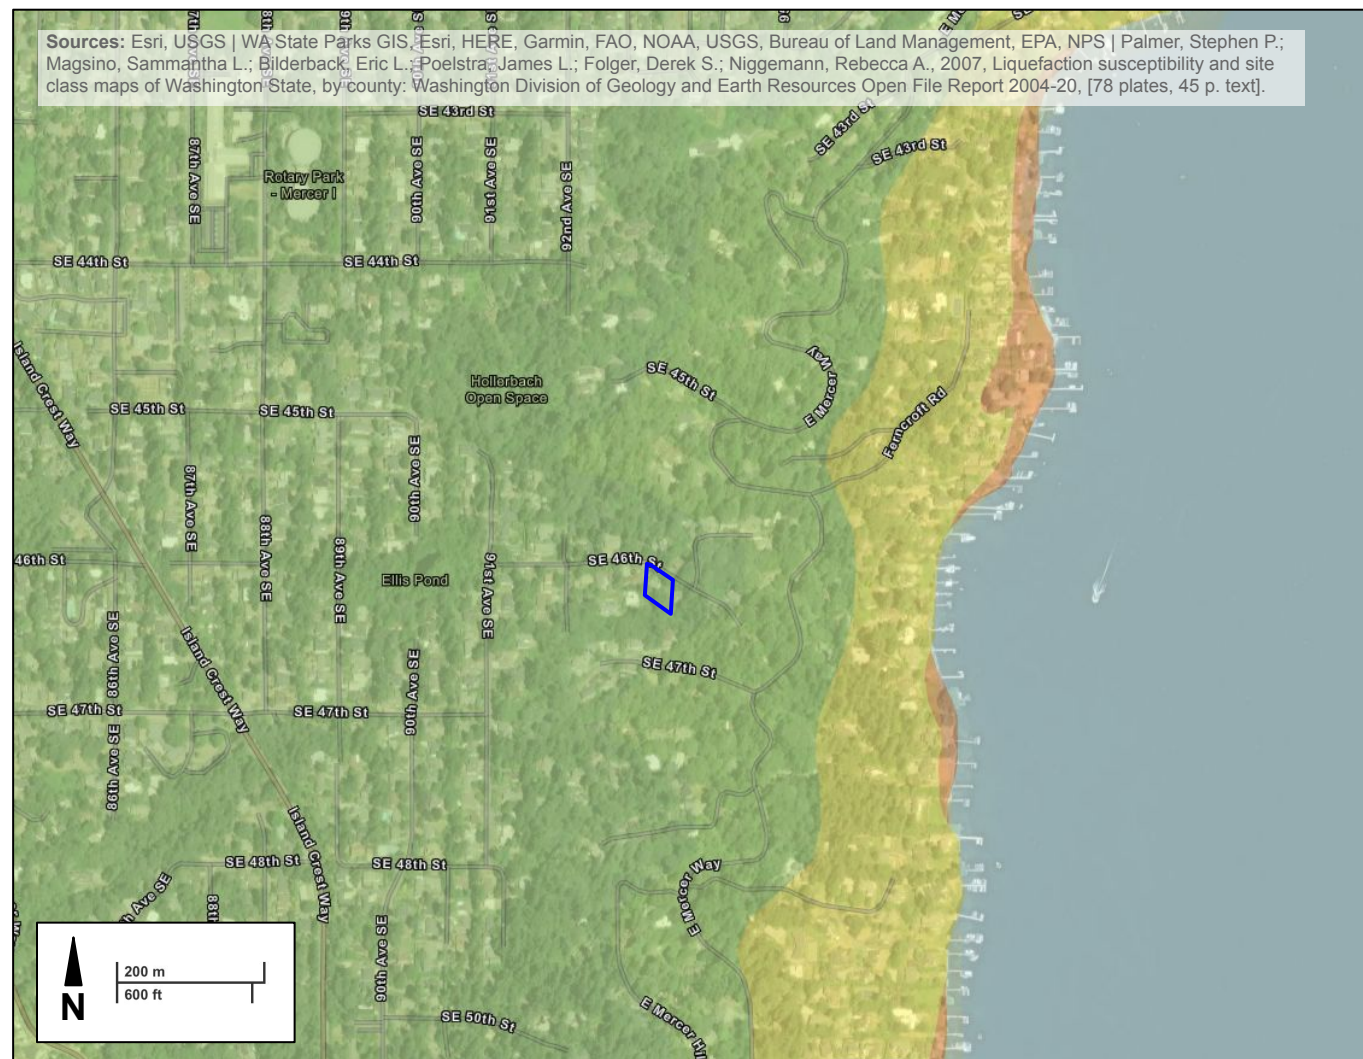 Sources: Esri, USGS | WA State Parks GIS, Esri, HERE, Garmin, FAO, NOAA, USGS, Bureau of Land Management, EPA, NPS | Palmer, Stephen P.;
Magsino, Sammantha L.; Bilderback, Eric L.; Poelstra, James L.; Folger, Derek S.; Niggemann, Rebecca A., 2007, Liquefaction susceptibility and site
class maps of Washington State, by county: Washington Division of Geology and Earth Resources Open File Report 2004-20, [78 plates, 45 p. text].
SE 43rd St
SE 43rd St
SE 43rd St
87th Ave SE
Rotary Park
- Mercer I
90th Ave SE
91st Ave SE
92nd Ave SE
SE 44th St
SE 44th St
Island Crest Way
Hollerbach
Open Space
SE 45th St
E Mercer Way
SE 45th St
SE 45th St
Ferncroft Rd
87th Ave SE
90th Ave SE
88th Ave SE
89th Ave SE
46th St
Ellis Pond
91st Ave SE
SE 46th St
86th Ave SE
Island Crest Way
90th Ave SE
SE 47th St
SE 47th St
SE 47th St
86th Ave SE
Island Crest Way
SE 48th St
SE 48th St
E Mercer Way
h Ave SE
88th
90th Ave SE
N
200 m
600 ft
SE 50th St
E Mercer H